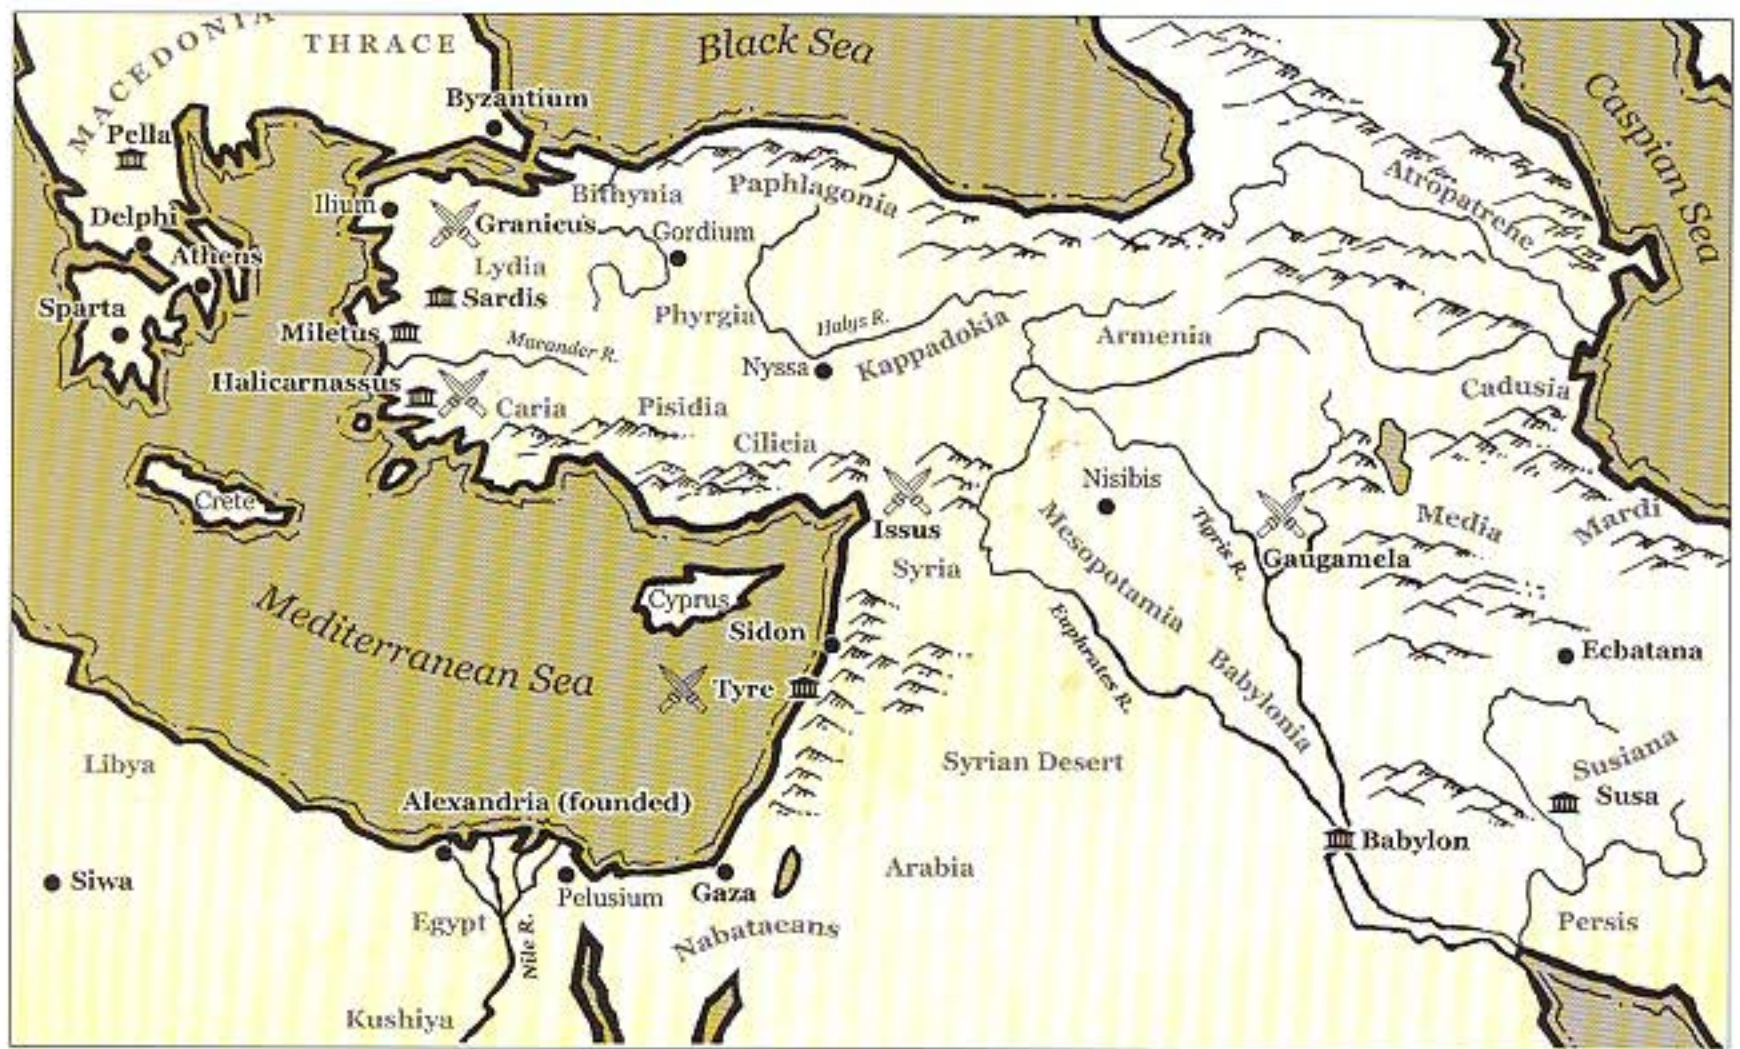 MACEDONIA
THRACE
Black Sea
Caspian Sea
Byzantium
Pella
Ilium
Bithynia
Paphlagonia
Atropatrene
Delphi
Granicus
Gordium
Athens
Lydia
Sardis
Sparta
Miletus
Phyrgia
Halys R.
Kappadokia
Armenia
Maeander R.
Nyssa
Halicarnassus
Caria
Pisidia
Cadusia
Cilicia
Crete
Nisibis
Issus
Tigris R.
Media
Mardi
Mesopotamia
Gaugamela
Syria
Mediterranean Sea
Cyprus
Sidon
Euphrates R.
Ecbatana
Tyre
Babylonia
Libya
Syrian Desert
Susiana
Susa
Alexandria (founded)
Babylon
Siwa
Pelusium
Gaza
Arabia
Egypt
Nile R.
Nabataeans
Persis
Kushiya